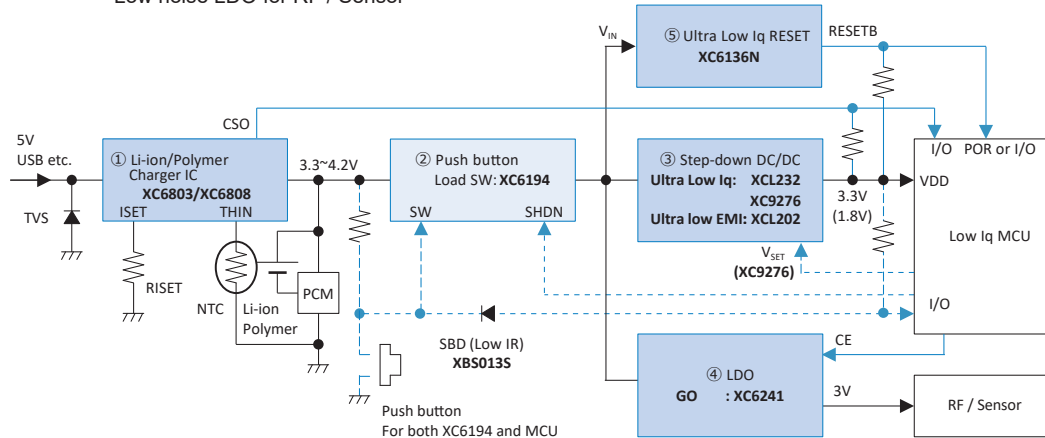 Low noise LDO for RF / Sensor
⑤ Ultra Low Iq RESET
XC6136N
RESETB
VIN
CSO
5V
USB etc.
① Li-ion/Polymer
Charger IC
XC6803/XC6808
ISET
THIN
3.3~4.2V
② Push button
Load SW: XC6194
SW
SHDN
③ Step-down DC/DC
Ultra Low Iq: XCL232
XC9276
Ultra low EMI: XCL202
VSET
(XC9276)
3.3V
(1.8V)
I/O
POR or I/O
VDD
Low Iq MCU
I/O
TVS
RISET
NTC
Li-ion
Polymer
PCM
SBD (Low IR)
XBS013S
Push button
For both XC6194 and MCU
CE
④ LDO
GO : XC6241
3V
RF / Sensor